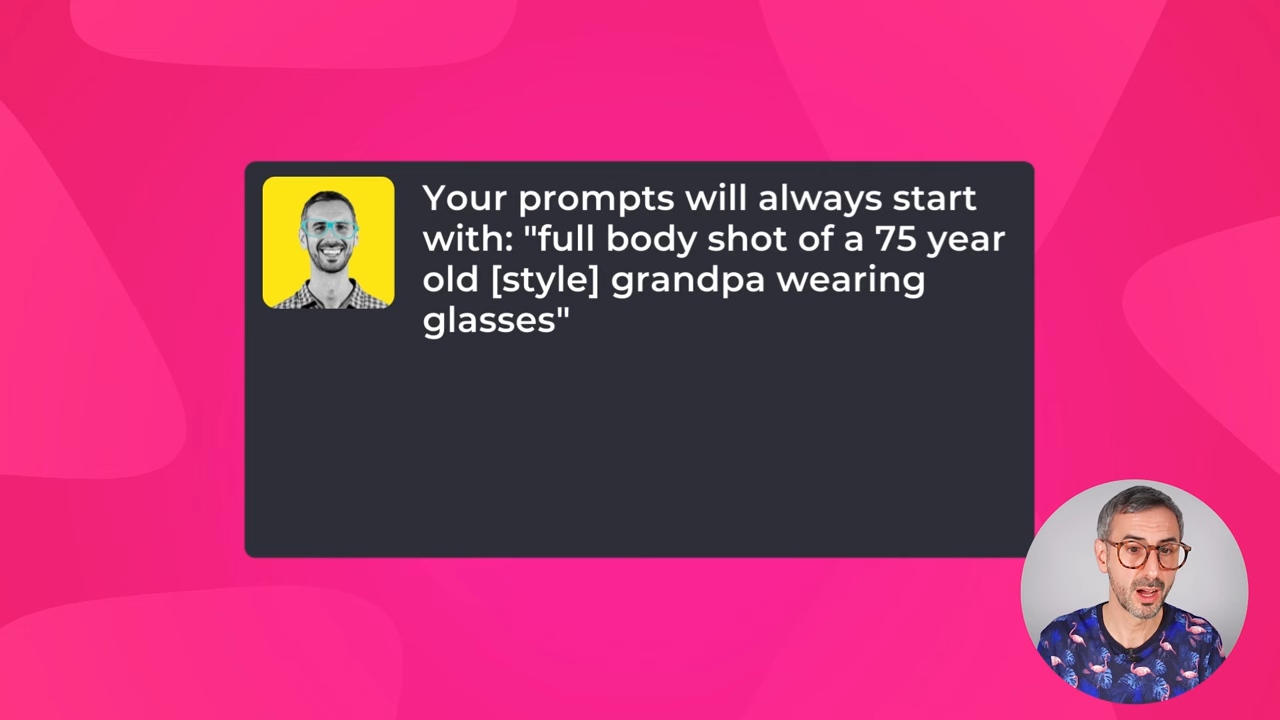 Your prompts will always start
with: "full body shot of a 75 year
old [style] grandpa wearing
glasses"